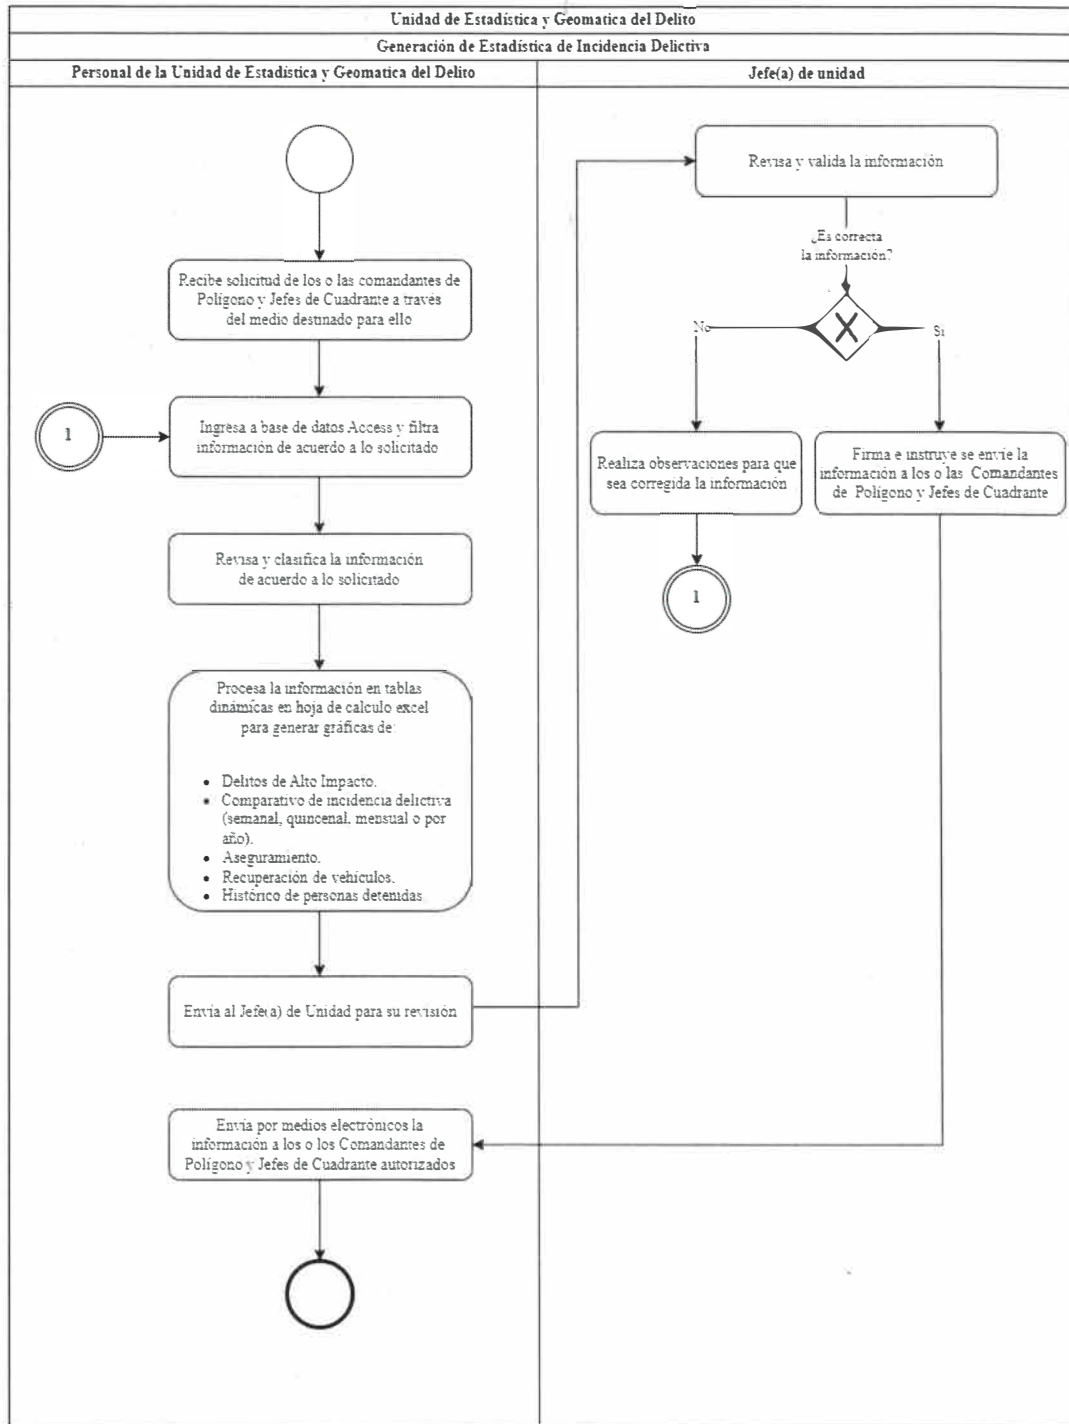 Unidad de Estadística y Geomatica del Delito
Generación de Estadística de Incidencia Delictiva
Personal de la Unidad de Estadística y Geomatica del Delito
Jefe(a) de unidad
Recibe solicitud de los o las comandantes de
Polígono y Jefes de Cuadrante a través
del medio destinado para ello
1
Ingresa a base de datos Access y filtra
información de acuerdo a lo solicitado
Revisa y clasifica la información
de acuerdo a lo solicitado
Procesa la información en tablas
dinámicas en hoja de calculo excel
para generar gráficas de:
• Delitos de Alto Impacto.
• Comparativo de incidencia delictiva
(semanal, quincenal, mensual o por
año).
• Aseguramiento.
• Recuperación de vehículos.
• Histórico de personas detenidas
Envía al Jefe(a) de Unidad para su revisión
Revisa y valida la información
¿Es correcta
la información?
No
Si
Realiza observaciones para que
sea corregida la información
1
Firma e instruye se envíe la
información a los o las Comandantes
de Polígono y Jefes de Cuadrante
Envía por medios electrónicos la
información a los o los Comandantes de
Polígono y Jefes de Cuadrante autorizados